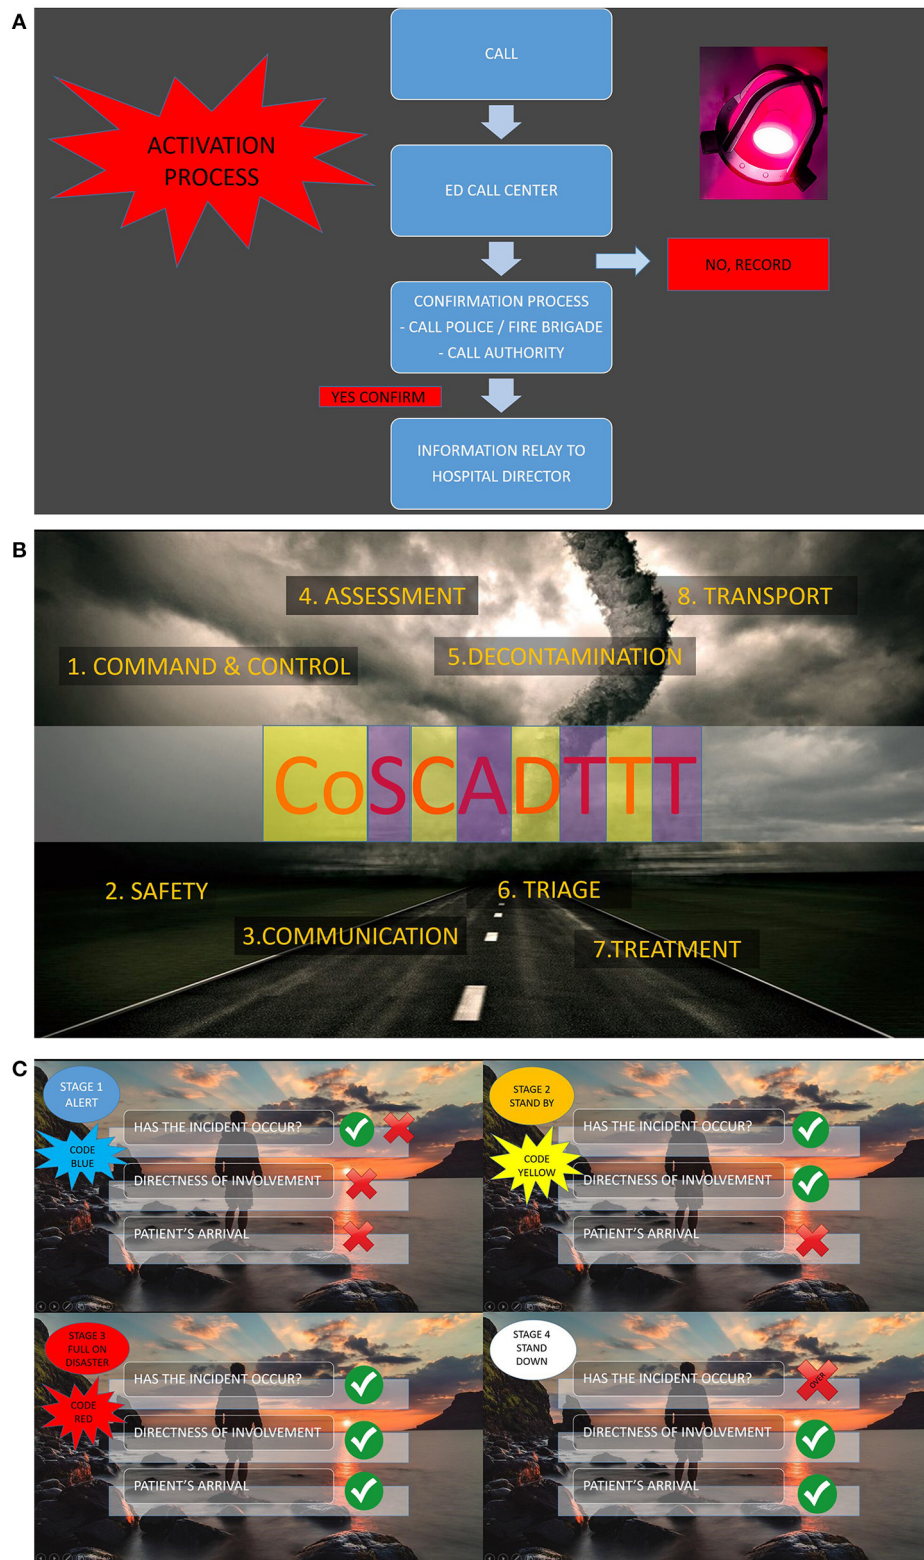 A
ACTIVATION
PROCESS
CALL
ED CALL CENTER
NO, RECORD
CONFIRMATION PROCESS
- CALL POLICE / FIRE BRIGADE
- CALL AUTHORITY
YES CONFIRM
INFORMATION RELAY TO
HOSPITAL DIRECTOR
B
4. ASSESSMENT
8. TRANSPORT
1. COMMAND & CONTROL
5.DECONTAMINATION
CoSCADTTT
2. SAFETY
6. TRIAGE
3.COMMUNICATION
7.TREATMENT
C
STAGE 1
ALERT
CODE
BLUE
HAS THE INCIDENT OCCUR?
DIRECTNESS OF INVOLVEMENT
PATIENT'S ARRIVAL
STAGE 2
STAND BY
CODE
YELLOW
HAS THE INCIDENT OCCUR?
DIRECTNESS OF INVOLVEMENT
PATIENT'S ARRIVAL
STAGE 3
FULL ON
DISASTER
CODE
RED
HAS THE INCIDENT OCCUR?
DIRECTNESS OF INVOLVEMENT
PATIENT'S ARRIVAL
STAGE 4
STAND
DOWN
HAS THE INCIDENT OCCUR?
OVER
DIRECTNESS OF INVOLVEMENT
PATIENT'S ARRIVAL